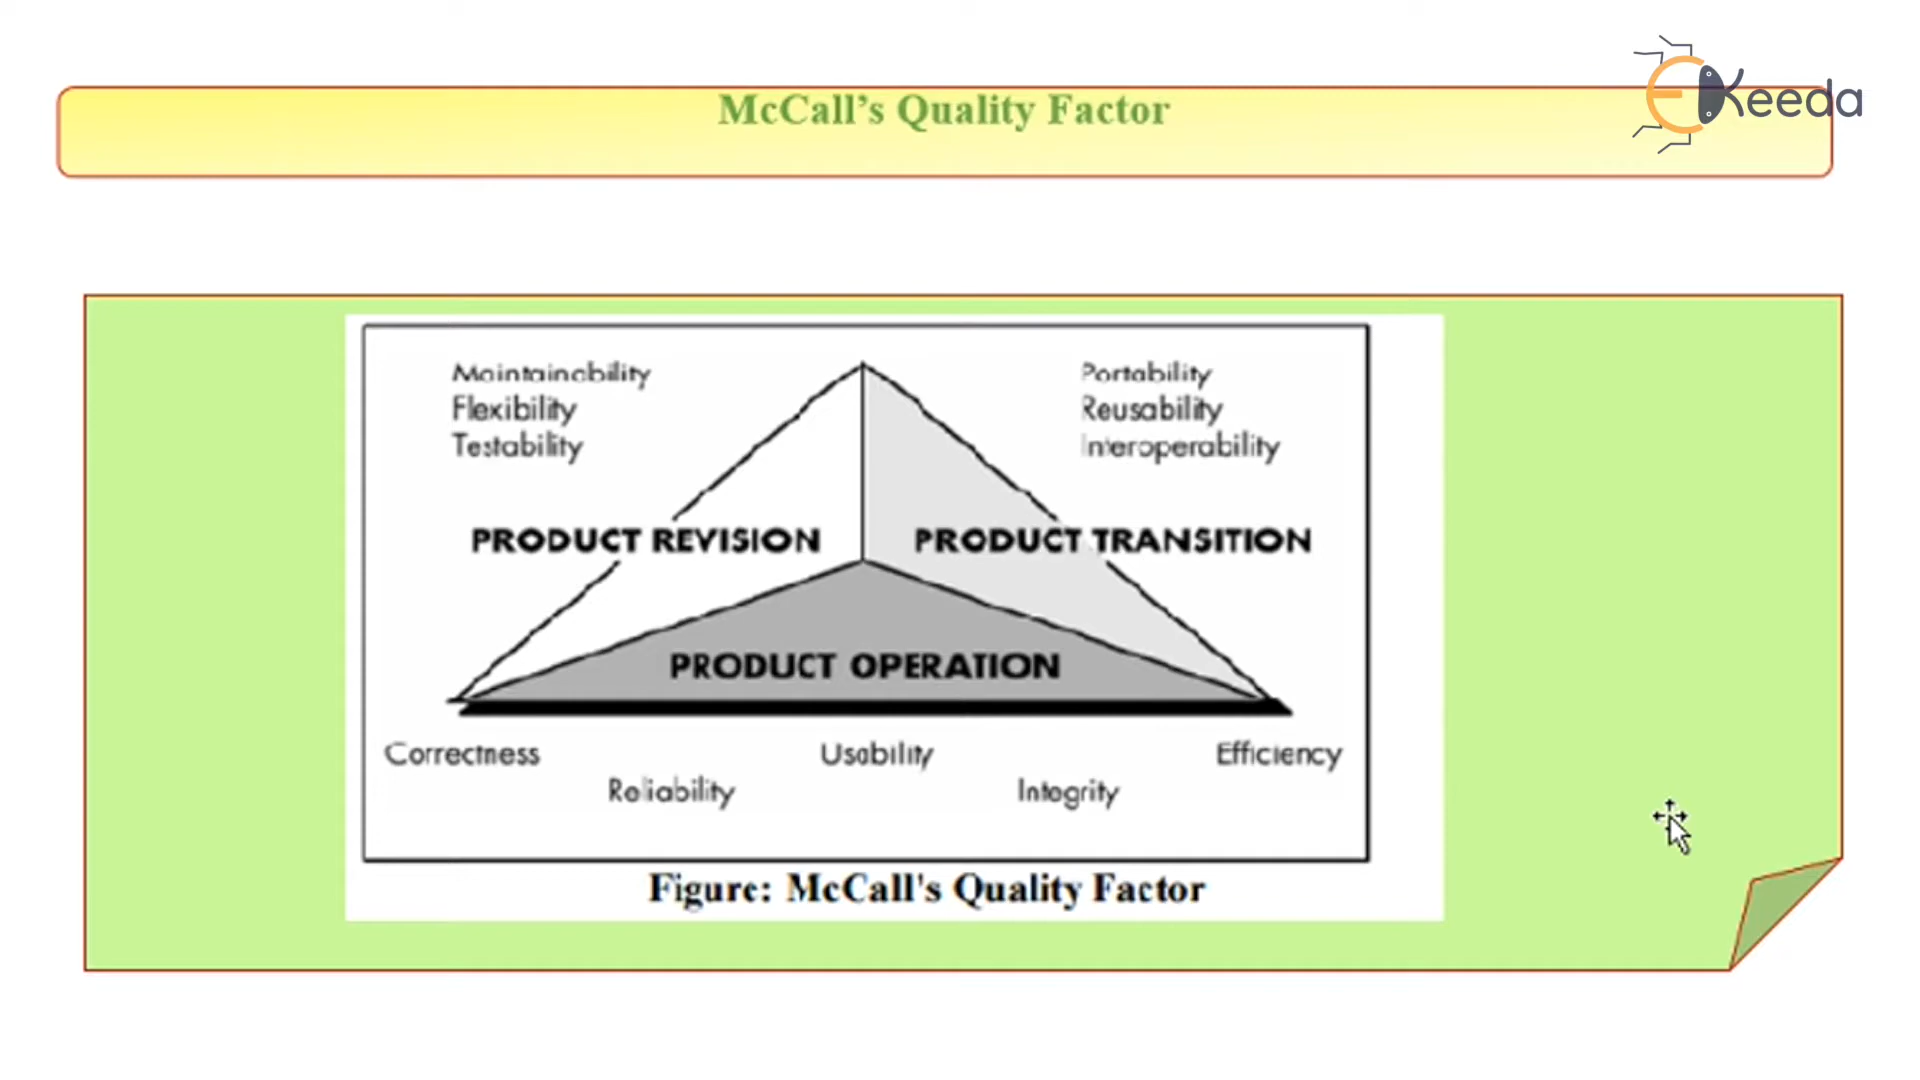 McCall’s Quality Factor
EKeeda
Maintainability
Flexibility
Testability
Portability
Reusability
Interoperability
PRODUCT REVISION
PRODUCT TRANSITION
PRODUCT OPERATION
Correctness
Usability
Efficiency
Reliability
Integrity
Figure: McCall's Quality Factor